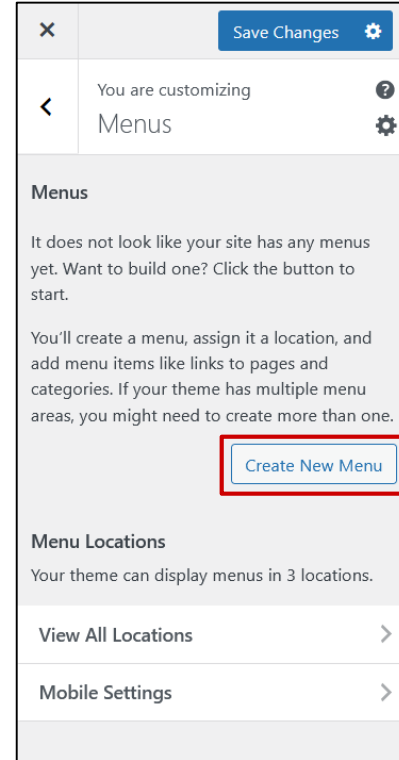 Save Changes
You are customizing
Menus
Menus
It does not look like your site has any menus
yet. Want to build one? Click the button to
start.
You'll create a menu, assign it a location, and
add menu items like links to pages and
categories. If your theme has multiple menu
areas, you might need to create more than one.
Create New Menu
Menu Locations
Your theme can display menus in 3 locations.
View All Locations
Mobile Settings